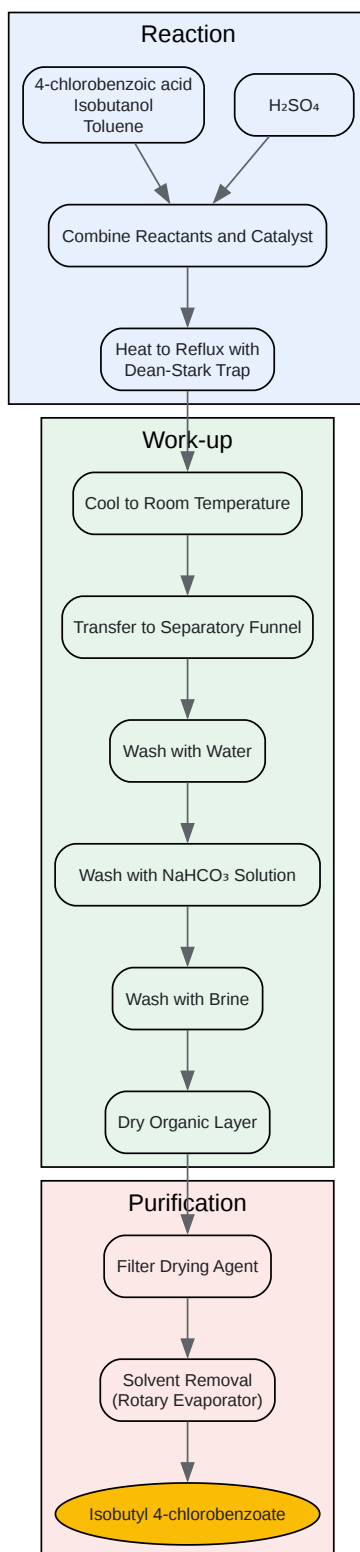 Reaction
4-chlorobenzoic acid
Isobutanol
Toluene
H₂SO₄
Combine Reactants and Catalyst
Heat to Reflux with
Dean-Stark Trap
Work-up
Cool to Room Temperature
Transfer to Separatory Funnel
Wash with Water
Wash with NaHCO₃ Solution
Wash with Brine
Dry Organic Layer
Purification
Filter Drying Agent
Solvent Removal
(Rotary Evaporator)
Isobutyl 4-chlorobenzoate